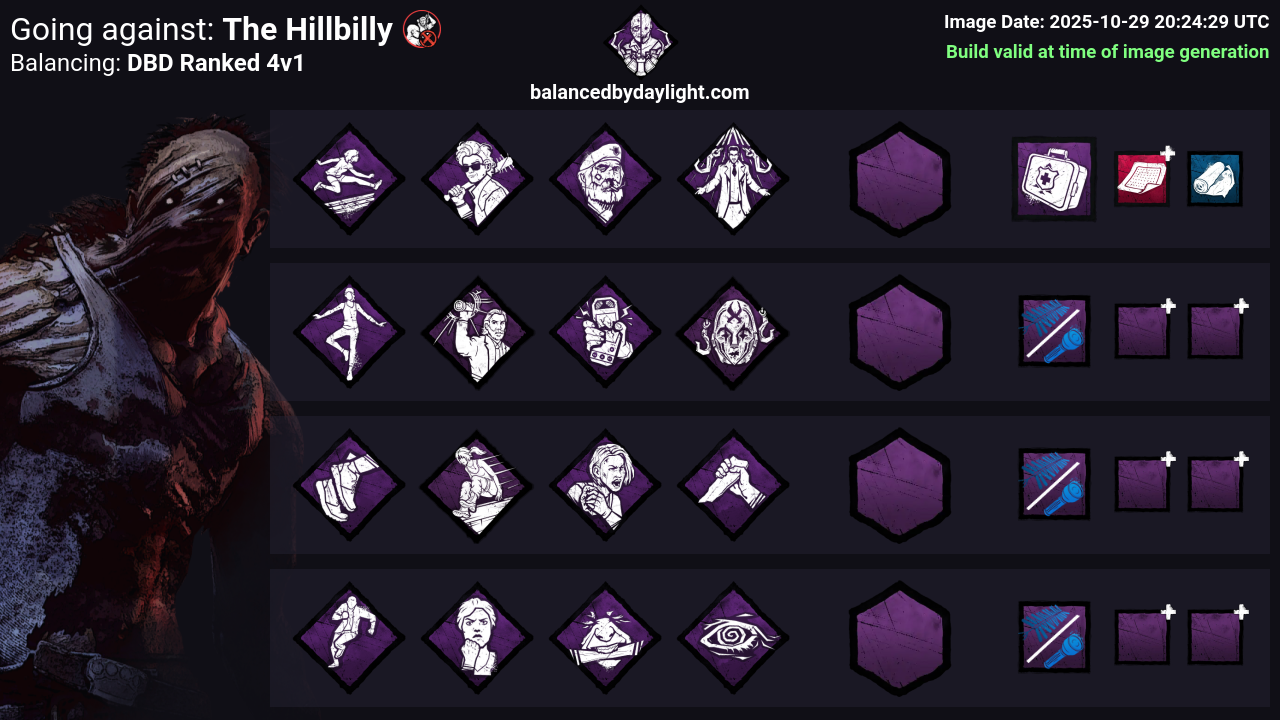 Going against: The Hillbilly
Balancing: DBD Ranked 4v1
balancedbydaylight.com
Image Date: 2025-10-29 20:24:29 UTC
Build valid at time of image generation